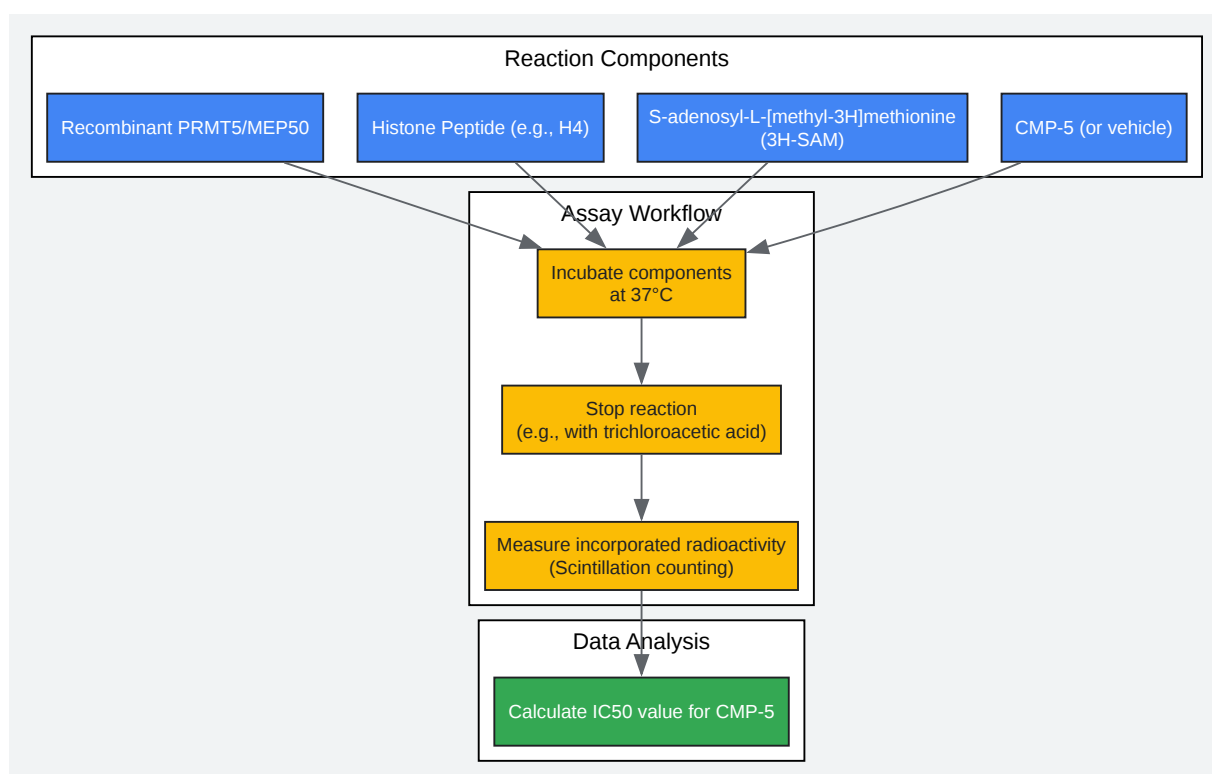 Reaction Components
Recombinant PRMT5/MEP50
Histone Peptide (e.g., H4)
S-adenosyl-L-[methyl-3H]methionine
(3H-SAM)
CMP-5 (or vehicle)
Assay Workflow
Incubate components
at 37°C
Stop reaction
(e.g., with trichloroacetic acid)
Measure incorporated radioactivity
(Scintillation counting)
Data Analysis
Calculate IC50 value for CMP-5